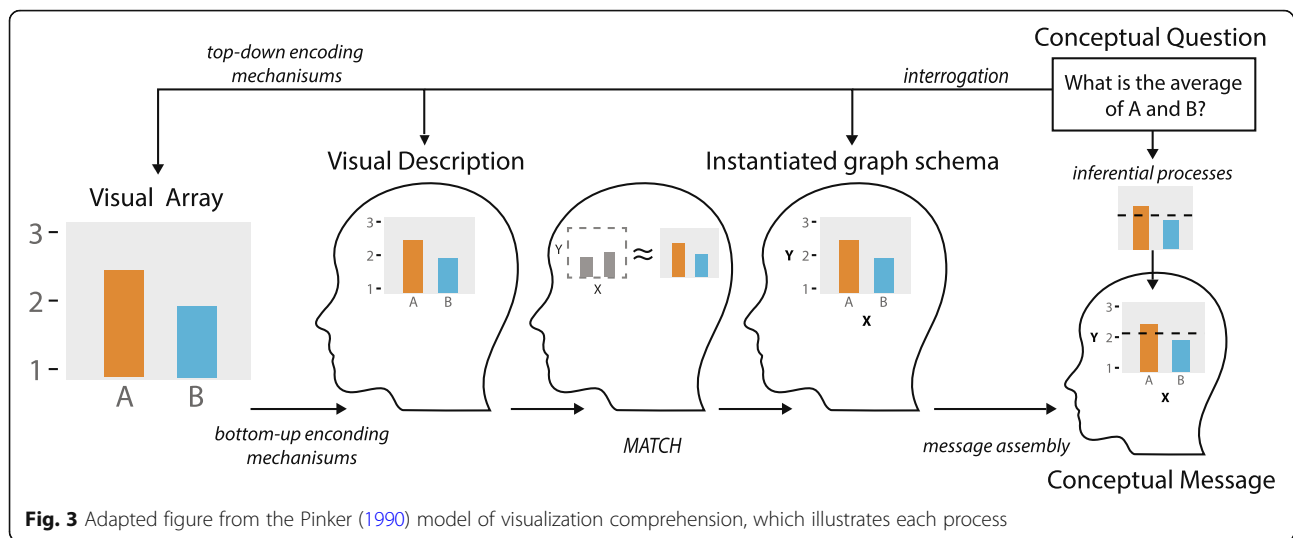 top-down encoding
mechanisums
interrogation
Conceptual Question
What is the average
of A and B?
inferential processes
Visual Array
3
2
1
A B
bottom-up enconding
mechanisums
Visual Description
3
2
1
A B
Y
X
≈
MATCH
Instantiated graph schema
3
Y 2
1
A B
X
message assembly
3
Y 2
1
A B
X
Conceptual Message
Fig. 3 Adapted figure from the Pinker (1990) model of visualization comprehension, which illustrates each process